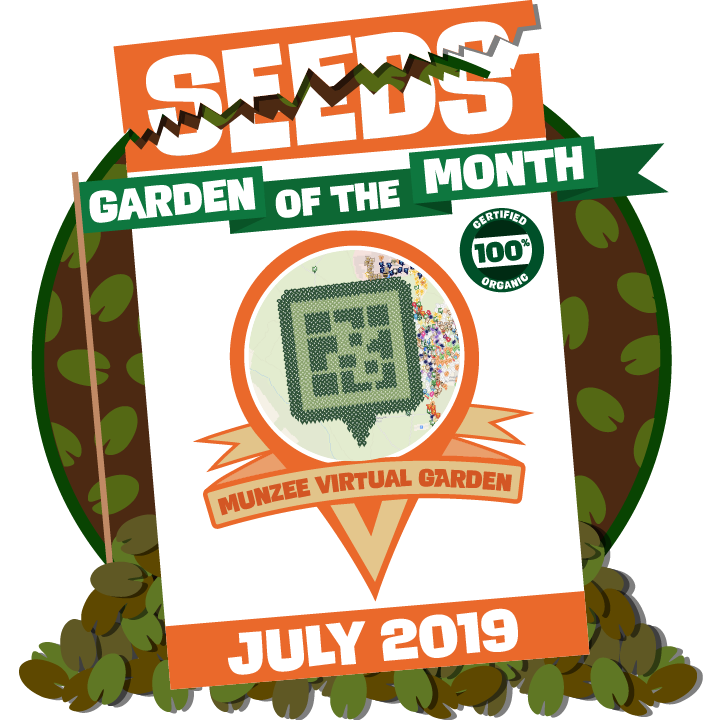 SEEDS
GARDEN OF THE MONTH
CERTIFIED
100%
ORGANIC
MUNZEE VIRTUAL GARDEN
JULY 2019